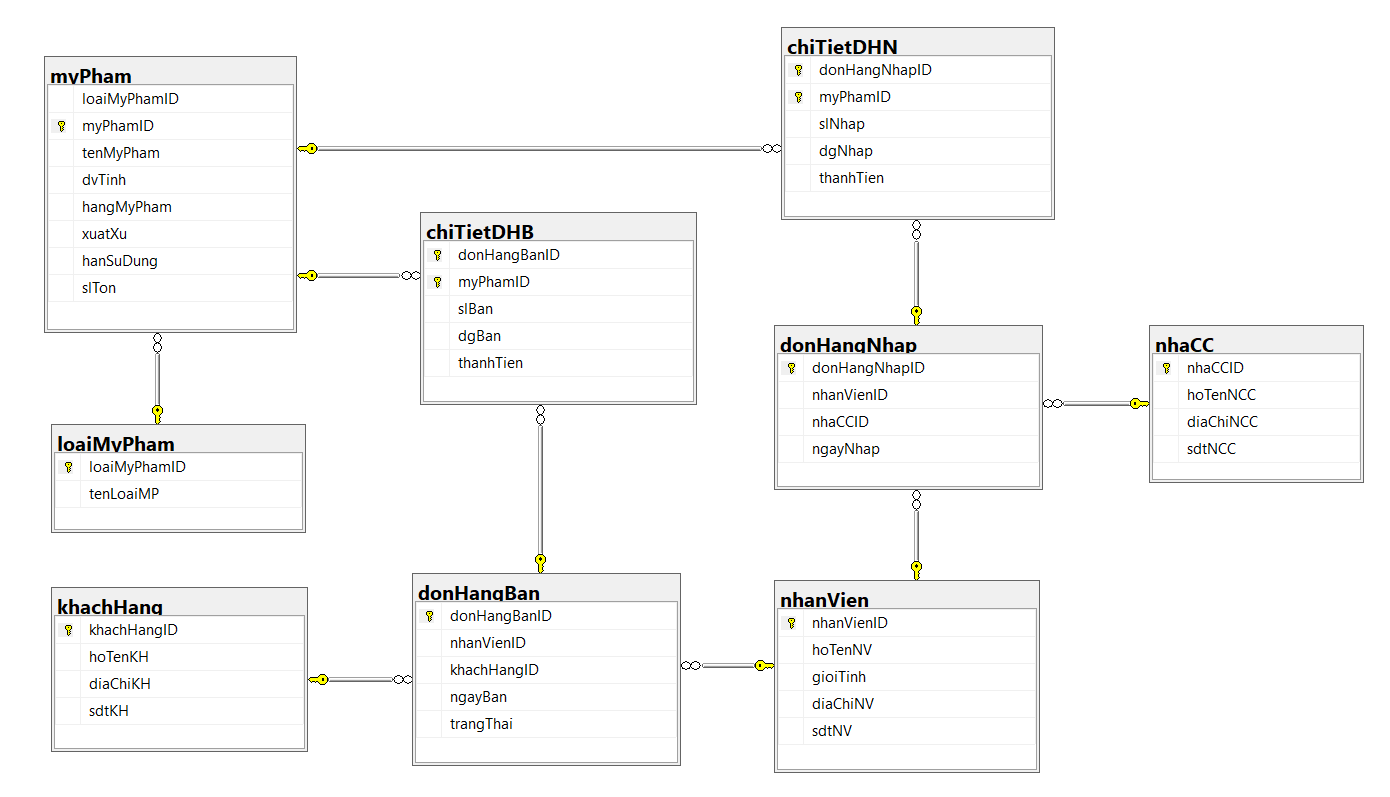 myPham
loaiMyPhamID
myPhamID
tenMyPham
dvTinh
hangMyPham
xuatXu
hanSuDung
slTon
chiTietDHN
donHangNhapID
myPhamID
slNhap
dgNhap
thanhTien
chiTietDHB
donHangBanID
myPhamID
slBan
dgBan
thanhTien
donHangNhap
donHangNhapID
nhanVienID
nhaCCID
ngayNhap
nhaCC
nhaCCID
hoTenNCC
diaChiNCC
sdtNCC
loaiMyPham
loaiMyPhamID
tenLoaiMP
khachHang
khachHangID
hoTenKH
diaChiKH
sdtKH
donHangBan
donHangBanID
nhanVienID
khachHangID
ngayBan
trangThai
nhanVien
nhanVienID
hoTenNV
gioiTinh
diaChiNV
sdtNV